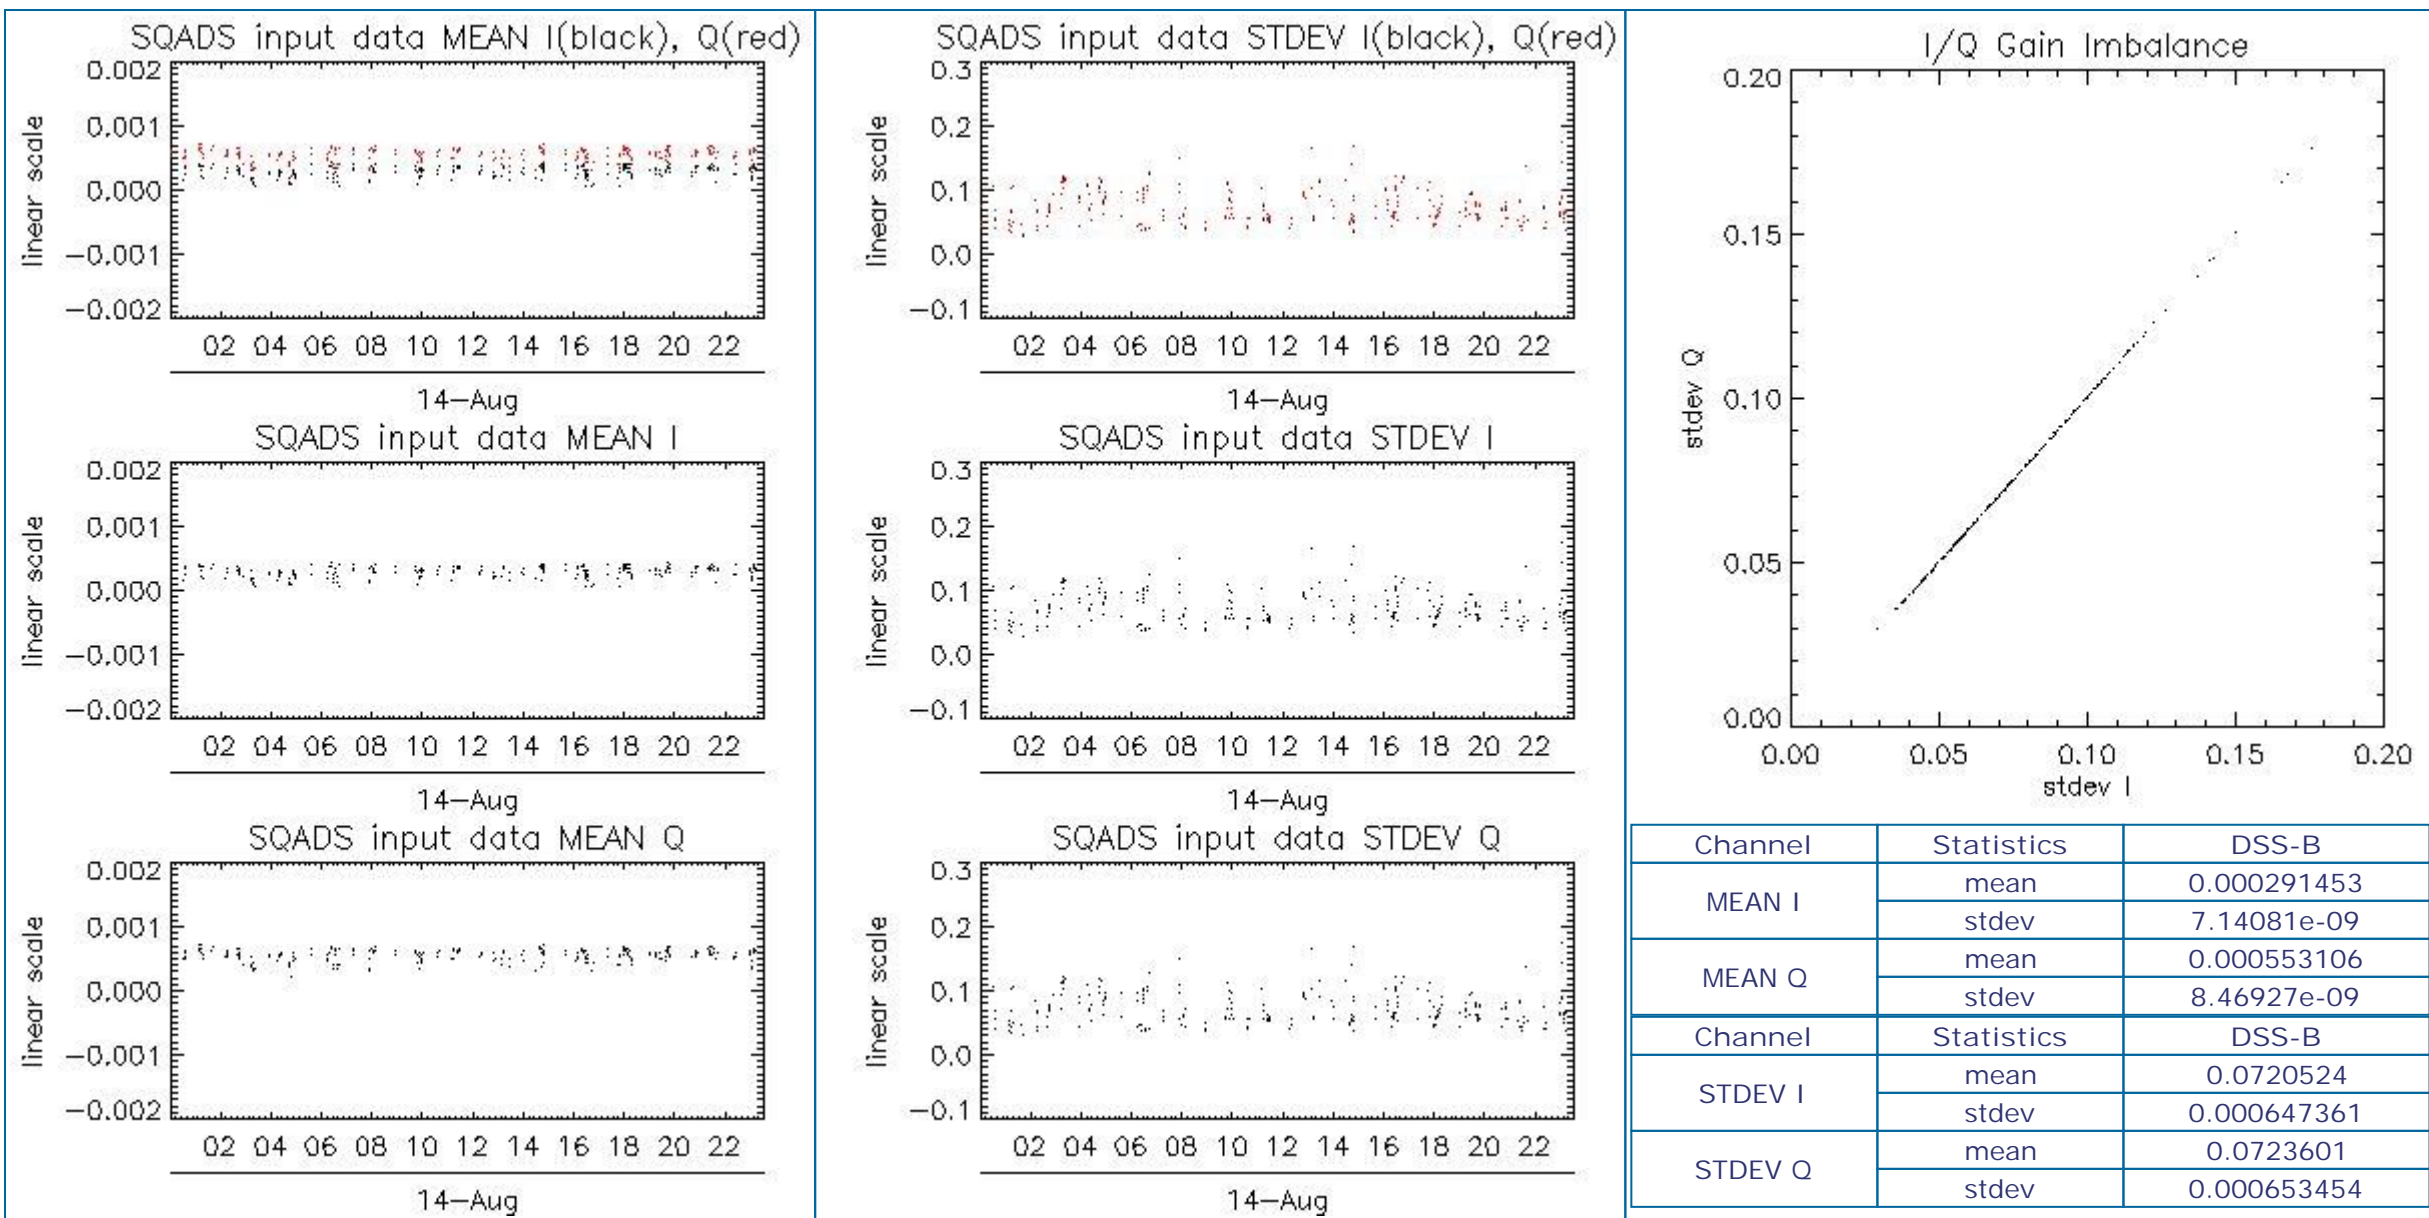 SQADS input data MEAN I(black), Q(red)
linear scale
0.002
0.001
0.000
−0.001
−0.002
02 04 06 08 10 12 14 16 18 20 22
14−Aug
SQADS input data MEAN I
linear scale
0.002
0.001
0.000
−0.001
−0.002
02 04 06 08 10 12 14 16 18 20 22
14−Aug
SQADS input data MEAN Q
linear scale
0.002
0.001
0.000
−0.001
−0.002
02 04 06 08 10 12 14 16 18 20 22
14−Aug
SQADS input data STDEV I(black), Q(red)
linear scale
0.3
0.2
0.1
0.0
−0.1
02 04 06 08 10 12 14 16 18 20 22
14−Aug
SQADS input data STDEV I
linear scale
0.3
0.2
0.1
0.0
−0.1
02 04 06 08 10 12 14 16 18 20 22
14−Aug
SQADS input data STDEV Q
linear scale
0.3
0.2
0.1
0.0
−0.1
02 04 06 08 10 12 14 16 18 20 22
14−Aug
I/Q Gain Imbalance
stdev Q
0.20
0.15
0.10
0.05
0.00
0.00 0.05 0.10 0.15 0.20
stdev I
Channel Statistics DSS-B
MEAN I mean 0.000291453
stdev 7.14081e-09
MEAN Q mean 0.000553106
stdev 8.46927e-09
Channel Statistics DSS-B
STDEV I mean 0.0720524
stdev 0.000647361
STDEV Q mean 0.0723601
stdev 0.000653454